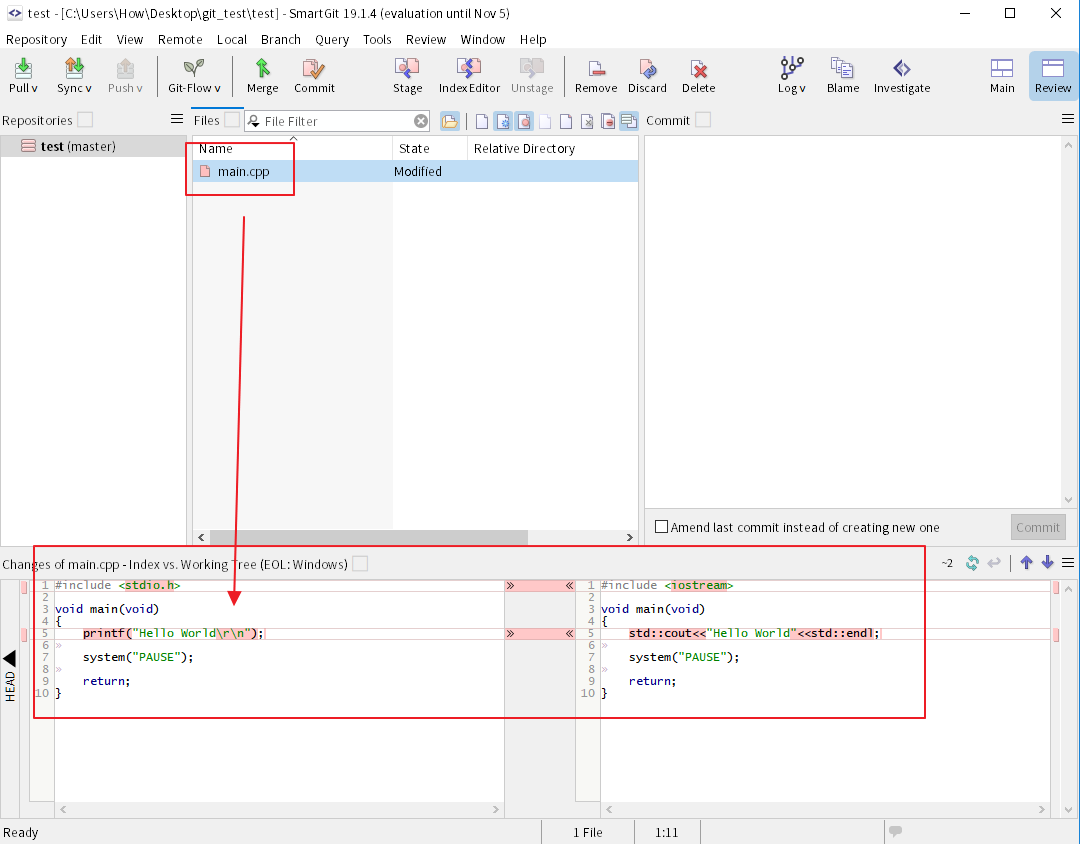 test - [C:\Users\How\Desktop\git_test\test] - SmartGit 19.1.4 (evaluation until Nov 5)
Repository Edit View Remote Local Branch Query Tools Review Window Help
Pull v Sync v Push v Git-Flow v Merge Commit Stage Index Editor Unstage Remove Discard Delete Log v Blame Investigate Main Review
Repositories Files File Filter Commit
test (master)
Name State Relative Directory
main.cpp Modified
Amend last commit instead of creating new one Commit
Changes of main.cpp - Index vs. Working Tree (EOL: Windows) ~2
HEAD
1 #include <stdio.h>
2
3 void main(void)
4 {
5 printf("Hello World\r\n");
6 »
7 system("PAUSE");
8 »
9 return;
10 }
» «
» «
1 #include <iostream>
2
3 void main(void)
4 {
5 std::cout<<"Hello World"<<std::endl;
6 »
7 system("PAUSE");
8 »
9 return;
10 }
Ready 1 File 1:11